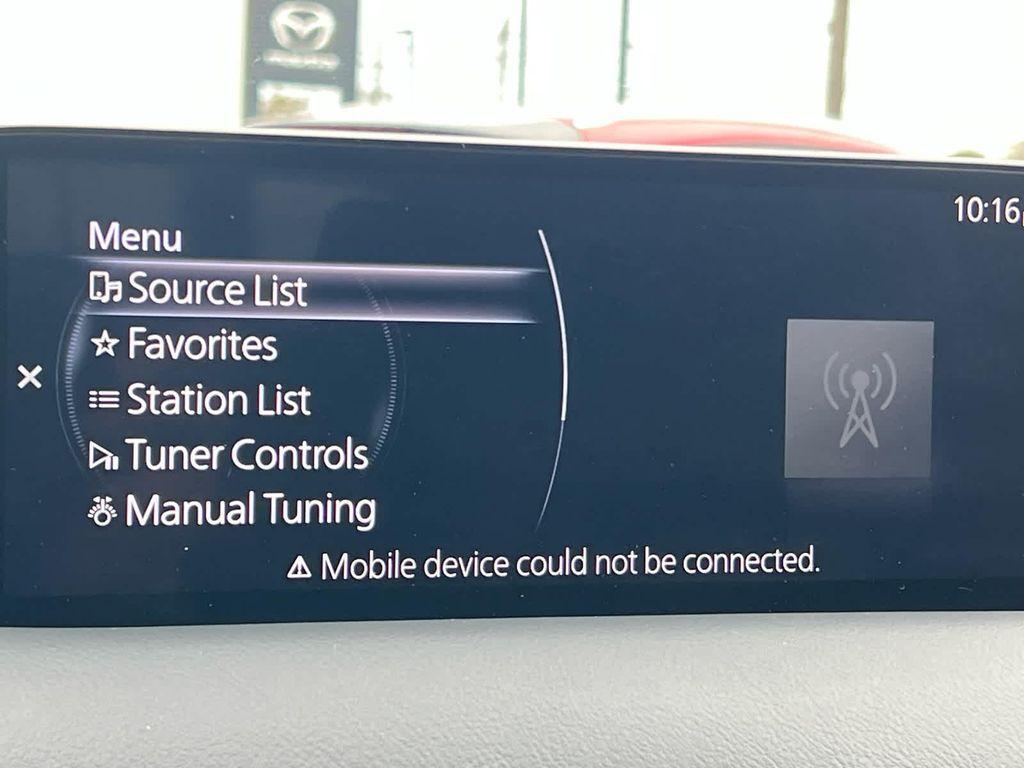 10:16
Menu
Source List
Favorites
Station List
Tuner Controls
Manual Tuning
Mobile device could not be connected.